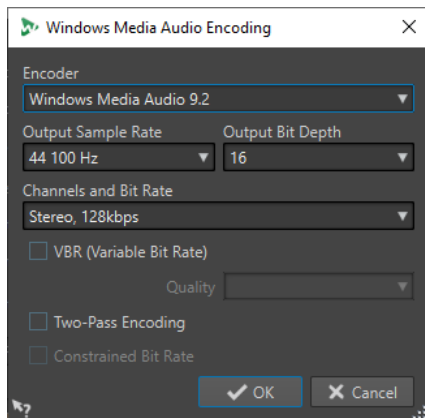 Windows Media Audio Encoding
Encoder
Windows Media Audio 9.2
Output Sample Rate Output Bit Depth
44 100 Hz 16
Channels and Bit Rate
Stereo, 128kbps
VBR (Variable Bit Rate)
Quality
Two-Pass Encoding
Constrained Bit Rate
? OK Cancel